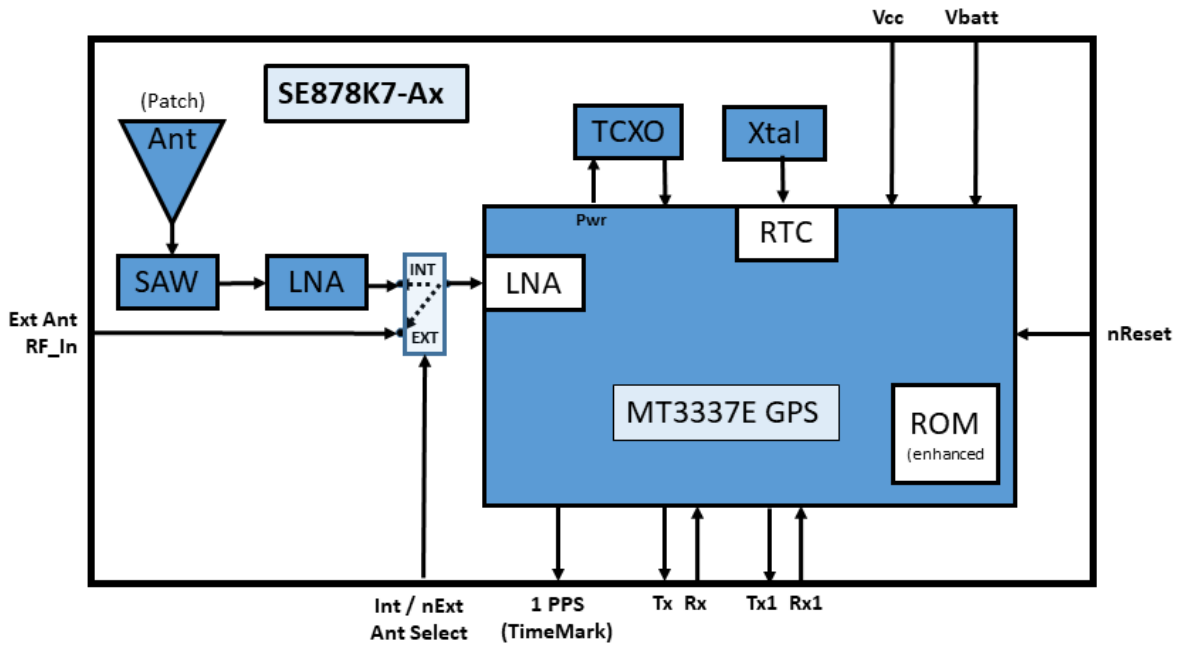 Vcc
Vbatt
SE878K7-Ax
(Patch)
Ant
TCXO
Xtal
Pwr
RTC
SAW
LNA
INT
LNA
EXT
Ext Ant
RF_In
nReset
MT3337E GPS
ROM
(enhanced
Int / nExt
Ant Select
1 PPS
(TimeMark)
Tx Rx
Tx1 Rx1